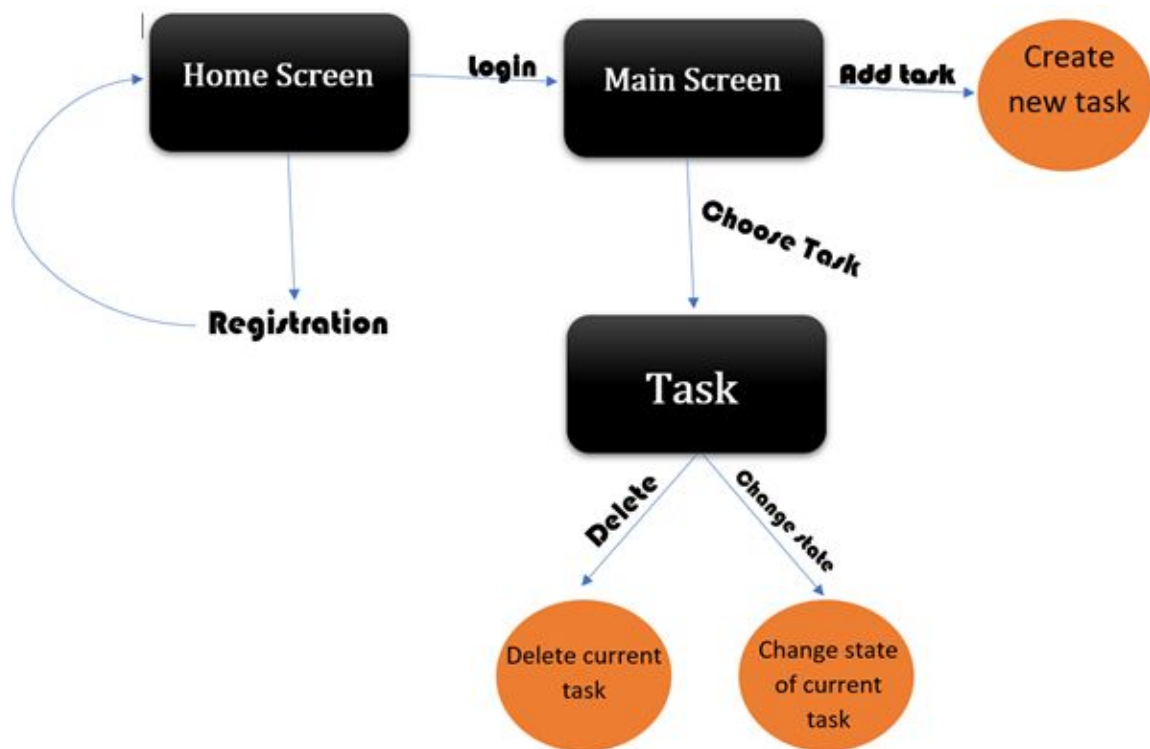 Home Screen
Login
Main Screen
Add task
Create
new task
Choose Task
Registration
Task
Delete
Change state
Delete current
task
Change state
of current
task